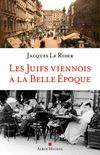 JACQUES LE RIDER
LES JUIFS VIENNOIS
A LA BELLE ÉPOQUE
ALBIN MICHEL